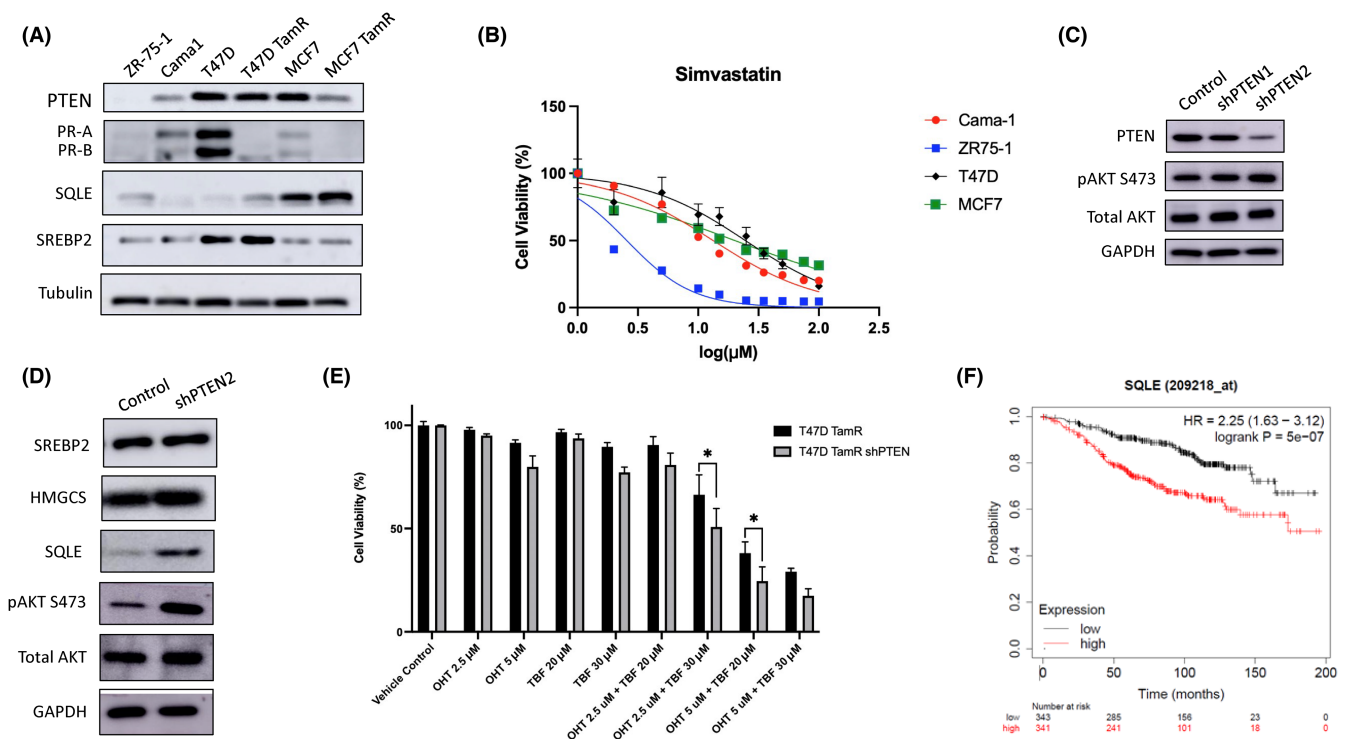 (A)
ZR-75-1
Cama1
T47D
T47D TamR
MCF7
MCF7 TamR
PTEN
PR-A
PR-B
SQLE
SREBP2
Tubulin
(B)
Simvastatin
Cell Viability (%)
150
100
50
0
0.0 0.5 1.0 1.5 2.0 2.5
log(µM)
Cama-1
ZR75-1
T47D
MCF7
(C)
Control
shPTEN1
shPTEN2
PTEN
pAKT S473
Total AKT
GAPDH
(D)
Control
shPTEN2
SREBP2
HMGCS
SQLE
pAKT S473
Total AKT
GAPDH
(E)
Cell Viability (%)
100
50
0
T47D TamR
T47D TamR shPTEN
*
*
Vehicle Control
OHT 2.5 µM
OHT 5 µM
TBF 20 µM
TBF 30 µM
OHT 2.5 uM + TBF 20 µM
OHT 2.5 uM + TBF 30 µM
OHT 5 uM + TBF 20 µM
OHT 5 uM + TBF 30 µM
(F)
SQLE (209218_at)
HR = 2.25 (1.63 − 3.12)
logrank P = 5e−07
Probability
1.0
0.8
0.6
0.4
0.2
0.0
Expression
low
high
0 50 100 150 200
Time (months)
Number at risk
low 343 285 156 23 0
high 341 241 101 18 0